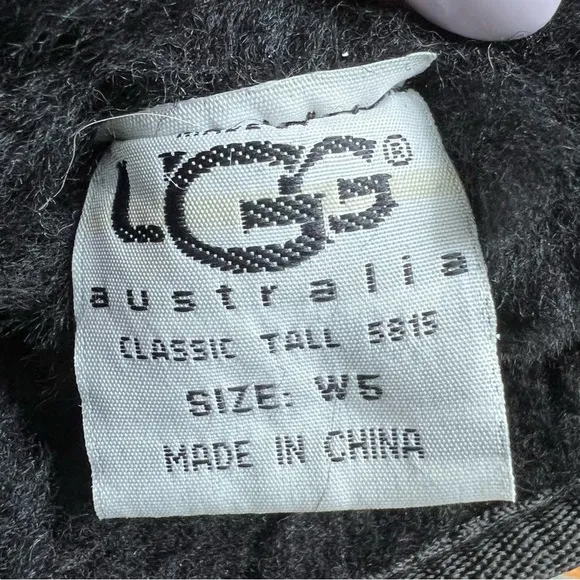 UGG®
australia
CLASSIC TALL 5815
SIZE: W5
MADE IN CHINA